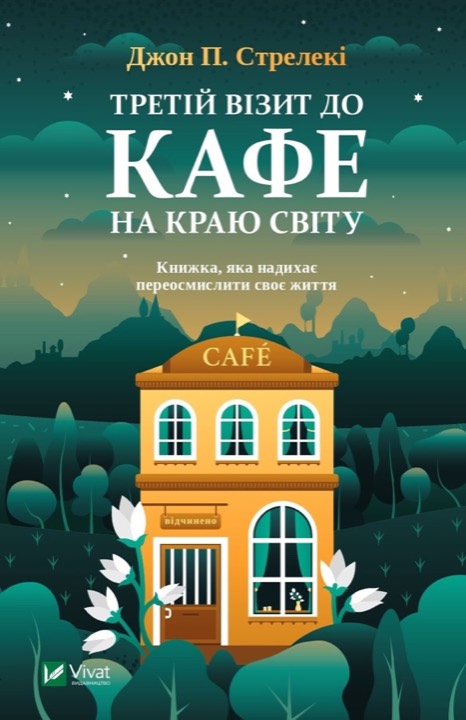 Джон П. Стрелекі
ТРЕТІЙ ВІЗИТ ДО
КАФЕ
НА КРАЮ СВІТУ
Книжка, яка надихає
переосмислити своє життя
CAFÉ
відчинено
Vivat
ВИДАВНИЦТВО